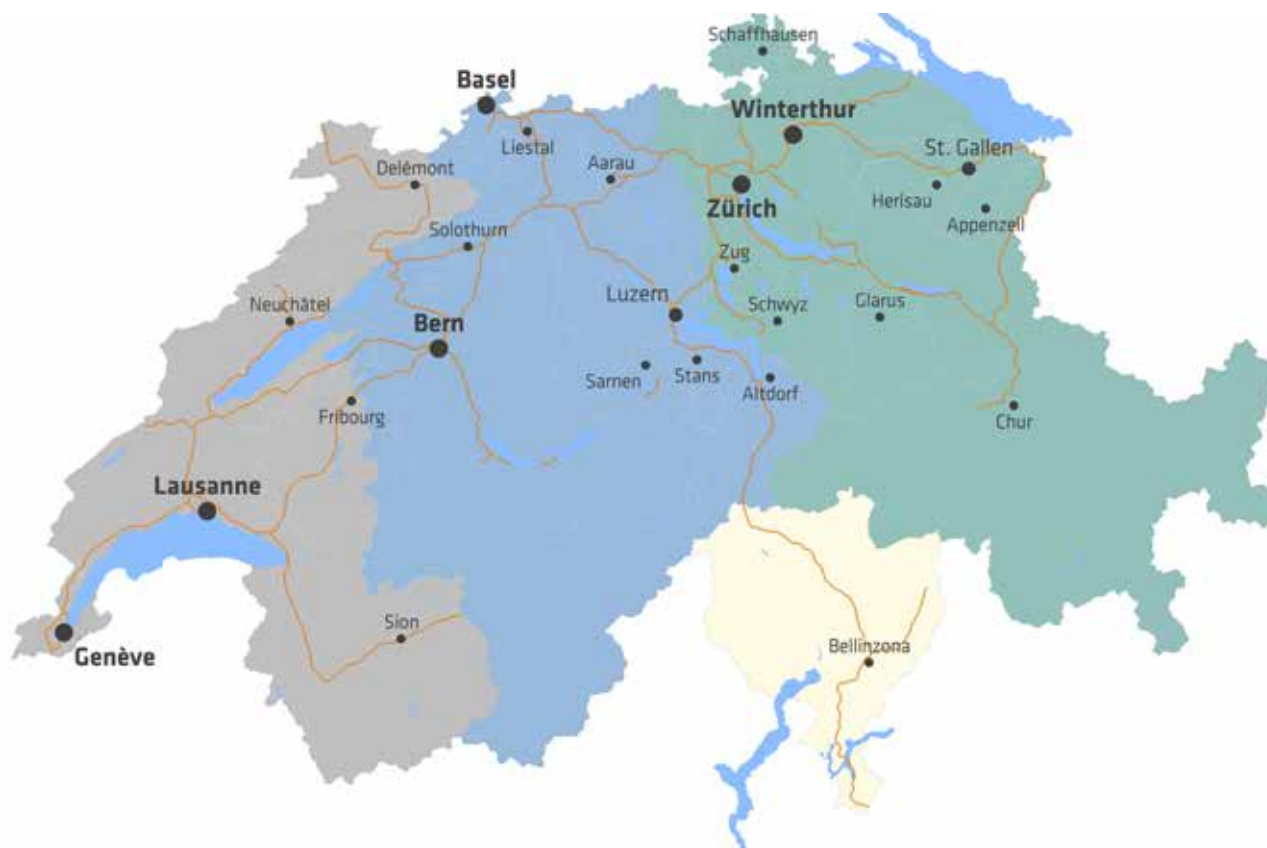 Schaffhausen
Basel
Winterthur
Liestal
St. Gallen
Delémont
Aarau
Herisau
Zürich
Appenzell
Solothurn
Zug
Neuchâtel
Luzern
Schwyz
Glarus
Bern
Sarnen
Stans
Altdorf
Fribourg
Chur
Lausanne
Sion
Genève
Bellinzona